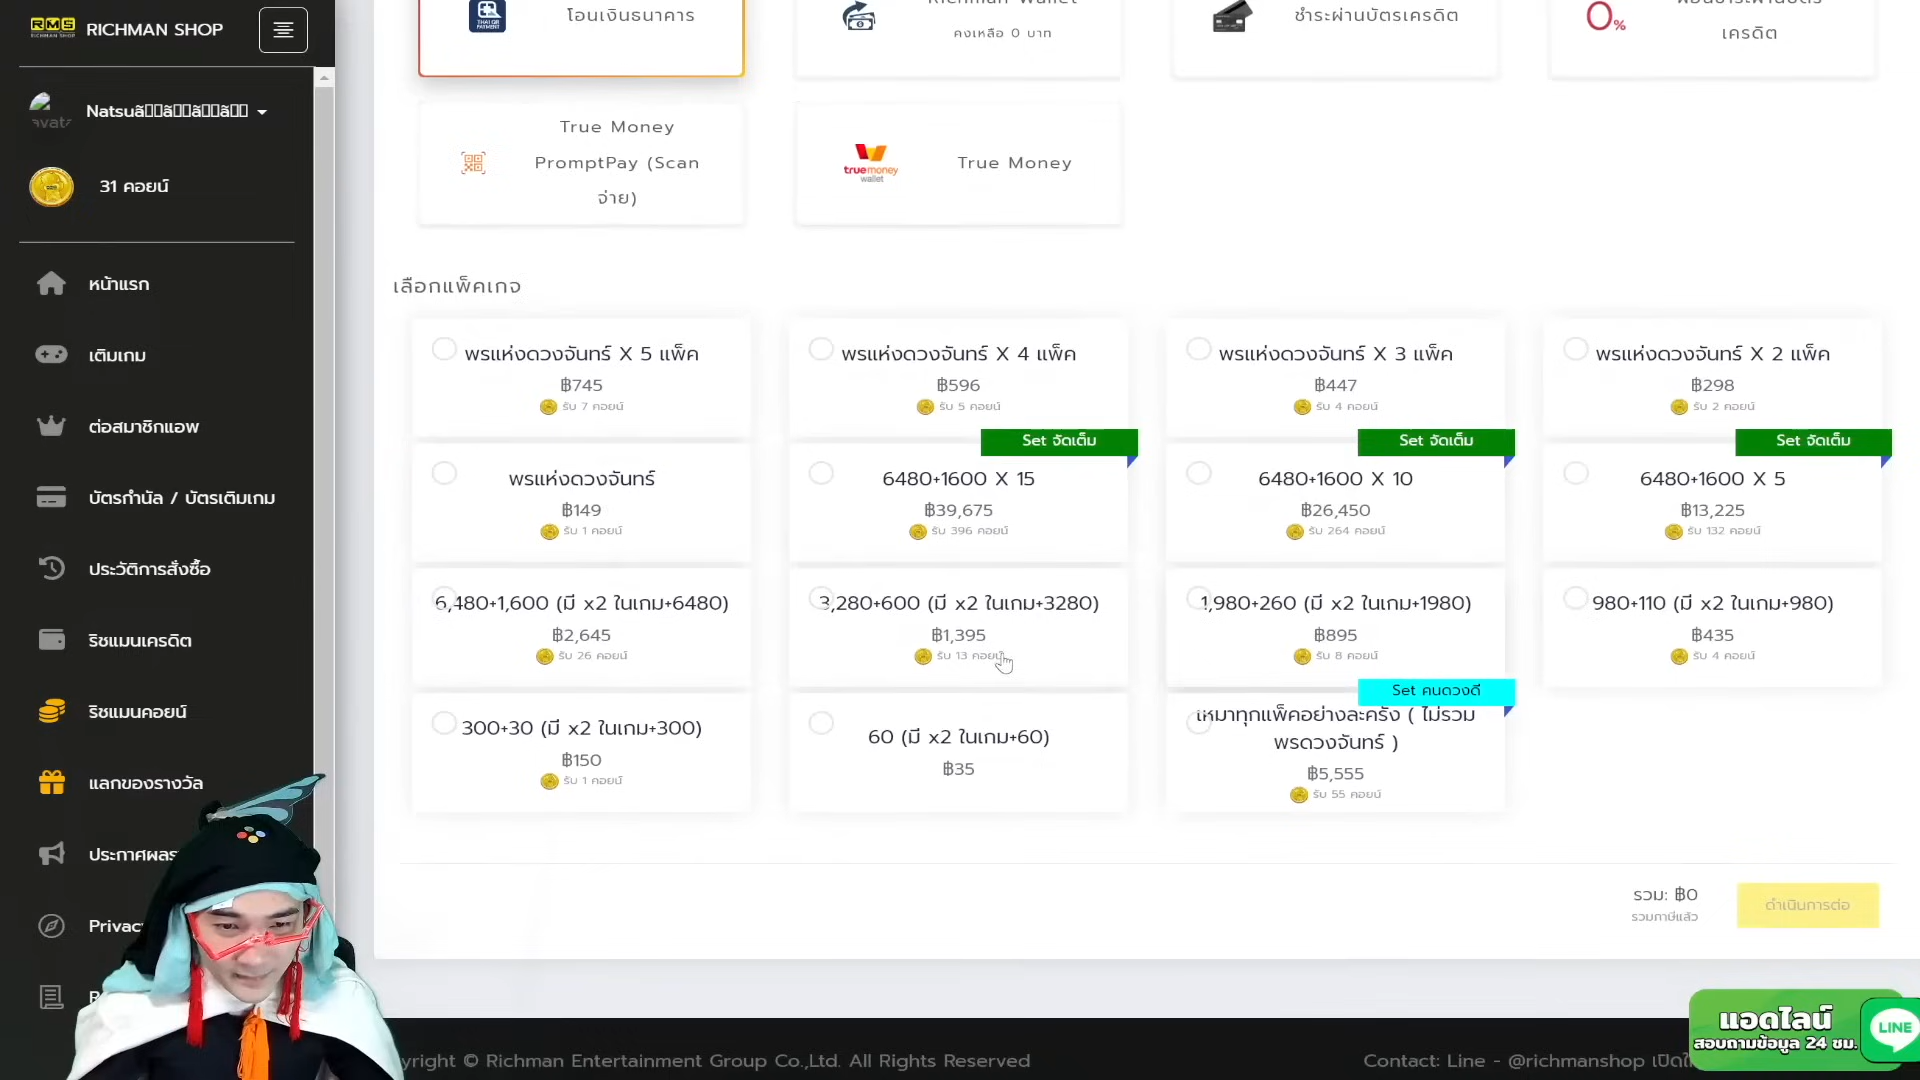 RMS
RICHMAN SHOP
RICHMAN SHOP
31 คอยน์
หน้าแรก
เติมเกม
ต่อสมาชิกแอพ
บัตรกำนัล / บัตรเติมเกม
ประวัติการสั่งซื้อ
ริชแมนเครดิต
ริชแมนคอยน์
แลกของรางวัล
โอนเงินธนาคาร
Richman Wallet
คงเหลือ 0 บาท
ชำระผ่านบัตรเครดิต
0%
ผ่อนชำระผ่านบัตร
เครดิต
True Money
PromptPay (Scan
จ่าย)
truemoney
wallet
True Money
เลือกแพ็คเกจ
พรแห่งดวงจันทร์ X 5 แพ็ค
฿745
รับ 7 คอยน์
พรแห่งดวงจันทร์ X 4 แพ็ค
฿596
รับ 5 คอยน์
พรแห่งดวงจันทร์ X 3 แพ็ค
฿447
รับ 4 คอยน์
พรแห่งดวงจันทร์ X 2 แพ็ค
฿298
รับ 2 คอยน์
พรแห่งดวงจันทร์
฿149
รับ 1 คอยน์
Set จัดเต็ม
6480+1600 X 15
฿39,675
รับ 396 คอยน์
Set จัดเต็ม
6480+1600 X 10
฿26,450
รับ 264 คอยน์
Set จัดเต็ม
6480+1600 X 5
฿13,225
รับ 132 คอยน์
6,480+1,600 (มี x2 ในเกม+6480)
฿2,645
รับ 26 คอยน์
3,280+600 (มี x2 ในเกม+3280)
฿1,395
รับ 13 คอยน์
1,980+260 (มี x2 ในเกม+1980)
฿895
รับ 8 คอยน์
980+110 (มี x2 ในเกม+980)
฿435
รับ 4 คอยน์
300+30 (มี x2 ในเกม+300)
฿150
รับ 1 คอยน์
60 (มี x2 ในเกม+60)
฿35
Set คนดวงดี
เหมาทุกแพ็คอย่างละครั้ง ( ไม่รวม
พรดวงจันทร์ )
฿5,555
รับ 55 คอยน์
รวม: ฿0
รวมภาษีแล้ว
ดำเนินการต่อ
แอดไลน์
สอบถามข้อมูล 24 ชม.
LINE
© Richman Entertainment Group Co.,Ltd. All Rights Reserved
Contact: Line - @richmanshop